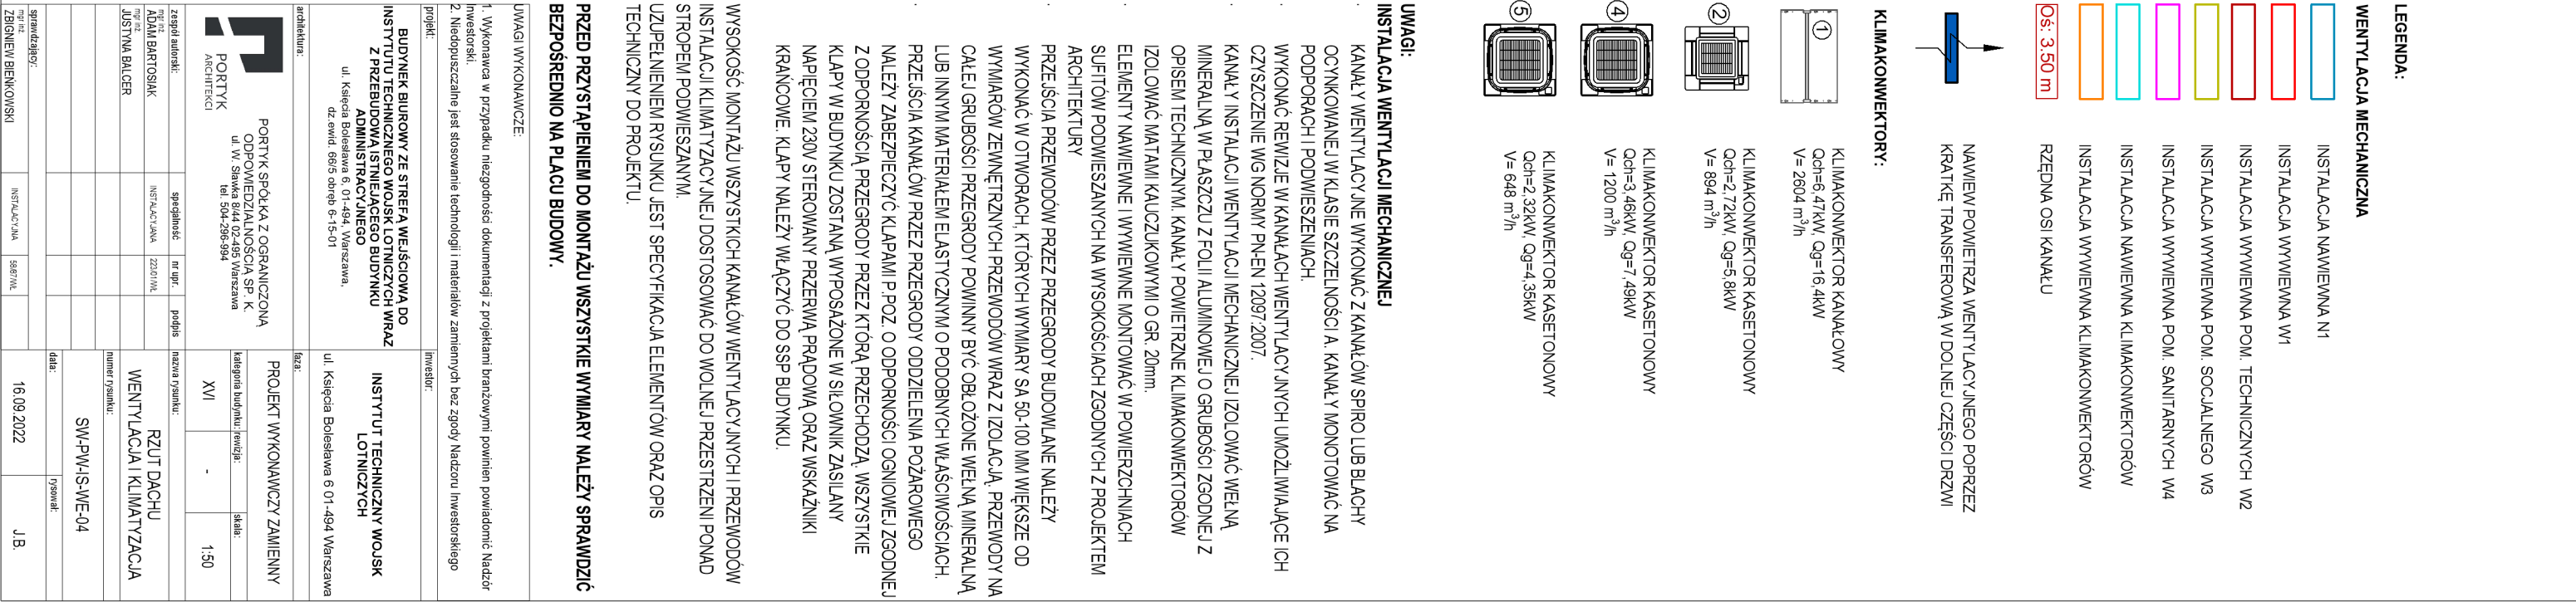 LEGENDA:
WENTYLACJA MECHANICZNA
INSTALACJA NAWIEWNA N1
INSTALACJA WYWIEWNA W1
INSTALACJA WYWIEWNA POM. TECHNICZNYCH W2
INSTALACJA WYWIEWNA POM. SOCJALNEGO W3
INSTALACJA WYWIEWNA POM. SANITARNYCH W4
INSTALACJA NAWIEWNA KLIMAKONWEKTORÓW
INSTALACJA WYWIEWNA KLIMAKONWEKTORÓW
Oś: 3.50 m
RZĘDNA OSI KANAŁU
NAWIEW POWIETRZA WENTYLACYJNEGO POPRZEZ
KRATKĘ TRANSFEROWĄ W DOLNEJ CZĘŚCI DRZWI
KLIMAKONWEKTORY:
1
KLIMAKONWEKTOR KANAŁOWY
Qch=6,47kW, Qg=16,4kW
V= 2604 m³/h
2
KLIMAKONWEKTOR KASETONOWY
Qch=2,72kW, Qg=5,8kW
V= 894 m³/h
4
KLIMAKONWEKTOR KASETONOWY
Qch=3,46kW, Qg=7,49kW
V= 1200 m³/h
5
KLIMAKONWEKTOR KASETONOWY
Qch=2,32kW, Qg=4,35kW
V= 648 m³/h
UWAGI:
INSTALACJA WENTYLACJI MECHANICZNEJ
· KANAŁY WENTYLACYJNE WYKONAĆ Z KANAŁÓW SPIRO LUB BLACHY
OCYNKOWANEJ W KLASIE SZCZELNOŚCI A. KANAŁY MONOTOWAĆ NA
PODPORACH I PODWIESZENIACH.
· WYKONAĆ REWIZJE W KANAŁACH WENTYLACYJNYCH UMOŻLIWIAJĄCE ICH
CZYSZCZENIE WG NORMY PN-EN 12097:2007.
· KANAŁY INSTALACJI WENTYLACJI MECHANICZNEJ IZOLOWAĆ WEŁNĄ
MINERALNĄ W PŁASZCZU Z FOLII ALUMINOWEJ O GRUBOŚCI ZGODNEJ Z
OPISEM TECHNICZNYM. KANAŁY POWIETRZNE KLIMAKONWEKTORÓW
IZOLOWAĆ MATAMI KAUCZUKOWYMI O GR. 20mm.
· ELEMENTY NAWIEWNE I WYWIEWNE MONTOWAĆ W POWIERZCHNIACH
SUFITÓW PODWIESZANYCH NA WYSOKOŚCIACH ZGODNYCH Z PROJEKTEM
ARCHITEKTURY
· PRZEJŚCIA PRZEWODÓW PRZEZ PRZEGRODY BUDOWLANE NALEŻY
WYKONAĆ W OTWORACH, KTÓRYCH WYMIARY SA 50-100 MM WIĘKSZE OD
WYMIARÓW ZEWNĘTRZNYCH PRZEWODÓW WRAZ Z IZOLACJĄ. PRZEWODY NA
CAŁEJ GRUBOŚCI PRZEGRODY POWINNY BYĆ OBŁOŻONE WEŁNĄ MINERALNĄ
LUB INNYM MATERIAŁEM ELASTYCZNYM O PODOBNYCH WŁAŚCIWOŚCIACH.
· PRZEJŚCIA KANAŁÓW PRZEZ PRZEGRODY ODDZIELENIA POŻAROWEGO
NALEŻY ZABEZPIECZYĆ KLAPAMI P.POZ. O ODPORNOŚCI OGNIOWEJ ZGODNEJ
Z ODPORNOŚCIĄ PRZEGRODY PRZEZ KTÓRĄ PRZECHODZĄ. WSZYSTKIE
KLAPY W BUDYNKU ZOSTANĄ WYPOSAŻONE W SIŁOWNIK ZASILANY
NAPIĘCIEM 230V STEROWANY PRZERWĄ PRĄDOWĄ ORAZ WSKAŹNIKI
KRAŃCOWE. KLAPY NALEŻY WŁĄCZYĆ DO SSP BUDYNKU.
WYSOKOŚĆ MONTAŻU WSZYSTKICH KANAŁÓW WENTYLACYJNYCH I PRZEWODÓW
INSTALACJI KLIMATYZACYJNEJ DOSTOSOWAĆ DO WOLNEJ PRZESTRZENI PONAD
STROPEM PODWIESZANYM.
UZUPEŁNIENIEM RYSUNKU JEST SPECYFIKACJA ELEMENTÓW ORAZ OPIS
TECHNICZNY DO PROJEKTU.
PRZED PRZYSTĄPIENIEM DO MONTAŻU WSZYSTKIE WYMIARY NALEŻY SPRAWDZIĆ
BEZPOŚREDNIO NA PLACU BUDOWY.
UWAGI WYKONAWCZE:
1. Wykonawca w przypadku niezgodności dokumentacji z projektami branżowymi powinien powiadomić Nadzór
Inwestorski.
2. Niedopuszczalne jest stosowanie technologii i materiałów zamiennych bez zgody Nadzoru Inwestorskiego
projekt:
BUDYNEK BIUROWY ZE STREFĄ WEJŚCIOWĄ DO
INSTYTUTU TECHNICZNEGO WOJSK LOTNICZYCH WRAZ
Z PRZEBUDOWĄ ISTNIEJĄCEGO BUDYNKU
ADMINISTRACYJNEGO
ul. Księcia Bolesława 6, 01-494, Warszawa,
dz.ewid. 66/5 obręb 6-15-01
inwestor:
INSTYTUT TECHNICZNY WOJSK
LOTNICZYCH
ul. Księcia Bolesława 6 01-494 Warszawa
architektura:
PORTYK
ARCHITEKCI
PORTYK SPÓŁKA Z OGRANICZONĄ
ODPOWIEDZIALNOŚCIĄ SP. K.
ul. W. Sławka 8/44 02-495 Warszawa
tel. 504-296-994
faza:
PROJEKT WYKONAWCZY ZAMIENNY
kategoria budynku: rewizja: skala:
XVI - 1:50
zespół autorski: specjalność nr upr. podpis
mgr inż.
ADAM BARTOSIAK INSTALACYJANA 222/01/WŁ
mgr inż.
JUSTYNA BALCER
nazwa rysunku:
RZUT DACHU
WENTYLACJA I KLIMATYZACJA
numer rysunku:
SW-PW-IS-WE-04
sprawdzający:
mgr inż.
ZBIGNIEW BIEŃKOWSKI INSTALACYJNA 58/87/WŁ
data: rysował:
16.09.2022 J.B.